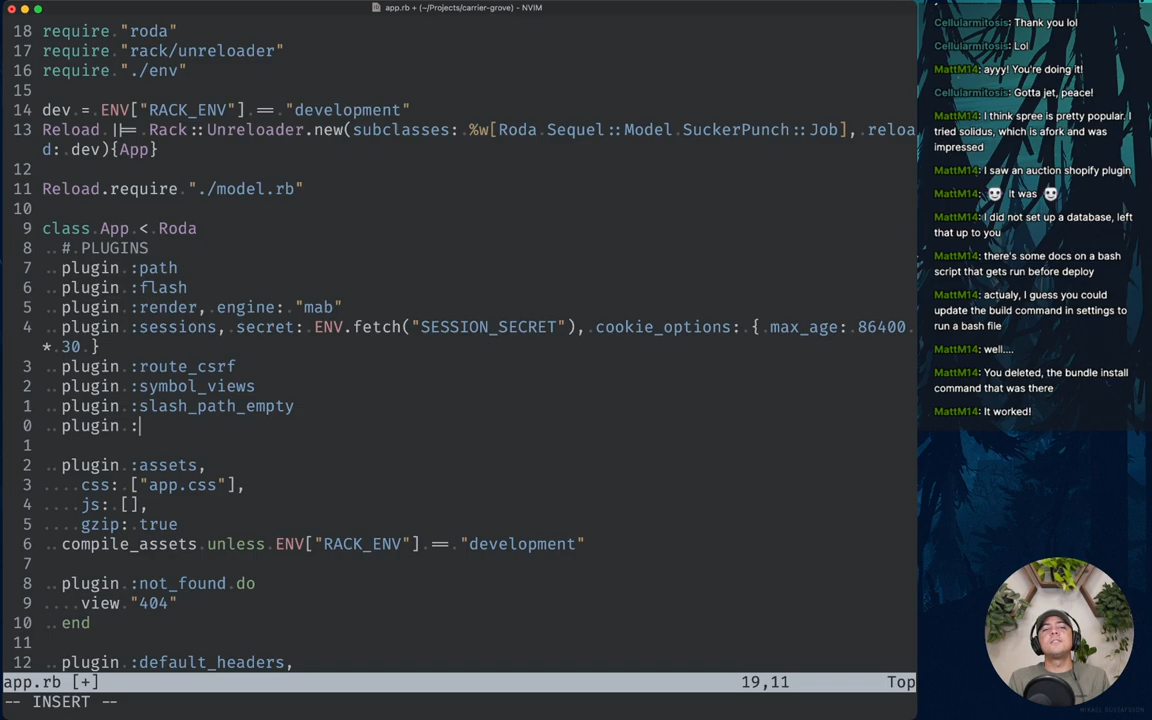 app.rb + (~/Projects/carrier-grove) - NVIM
18 require "roda"
17 require "rack/unreloader"
16 require "./env"
15
14 dev = ENV["RACK_ENV"] == "development"
13 Reload ||= Rack::Unreloader.new(subclasses: %w[Roda Sequel::Model SuckerPunch::Job], reloa
d: dev){App}
12
11 Reload.require "./model.rb"
10
9 class App < Roda
8 # PLUGINS
7 plugin :path
6 plugin :flash
5 plugin :render, engine: "mab"
4 plugin :sessions, secret: ENV.fetch("SESSION_SECRET"), cookie_options: { max_age: 86400
* 30 }
3 plugin :route_csrf
2 plugin :symbol_views
1 plugin :slash_path_empty
0 plugin :
1
2 plugin :assets,
3 css: ["app.css"],
4 js: [],
5 gzip: true
6 compile_assets unless ENV["RACK_ENV"] == "development"
7
8 plugin :not_found do
9 view "404"
10 end
11
12 plugin :default_headers,
app.rb [+] 19,11 Top
-- INSERT --
Cellularmitosis: Thank you lol
Cellularmitosis: Lol
MattM14: ayyy! You're doing it!
Cellularmitosis: Gotta jet, peace!
MattM14: I think spree is pretty popular. I
tried solidus, which is afork and was
impressed
MattM14: I saw an auction shopify plugin
MattM14: It was
MattM14: I did not set up a database, left
that up to you
MattM14: there's some docs on a bash
script that gets run before deploy
MattM14: actualy, I guess you could
update the build command in settings to
run a bash file
MattM14: well....
MattM14: You deleted, the bundle install
command that was there
MattM14: It worked!
MIKAEL GUSTAFSSON